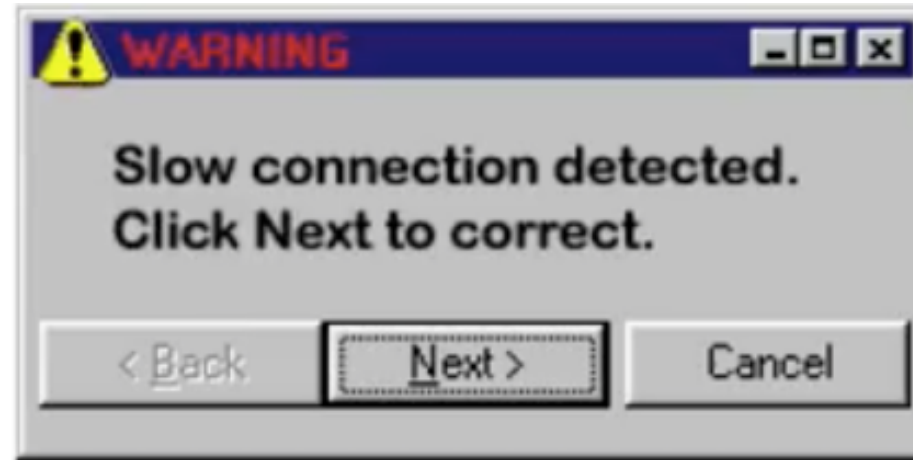 WARNING
Slow connection detected.
Click Next to correct.
< Back Next > Cancel